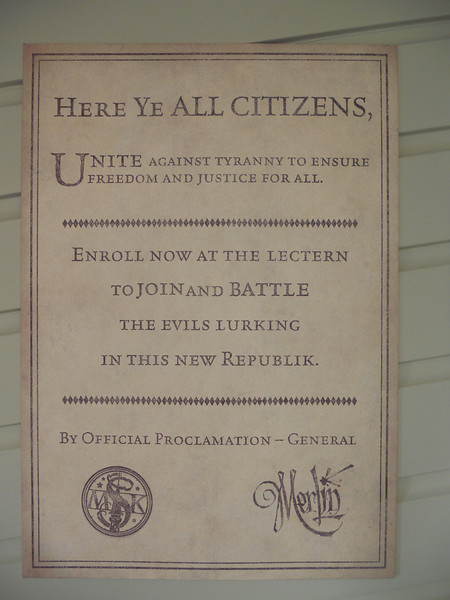 HERE YE ALL CITIZENS,
UNITE AGAINST TYRANNY TO ENSURE
FREEDOM AND JUSTICE FOR ALL.
ENROLL NOW AT THE LECTERN
TO JOIN AND BATTLE
THE EVILS LURKING
IN THIS NEW REPUBLIK.
BY OFFICIAL PROCLAMATION – GENERAL
MSK
Merlin